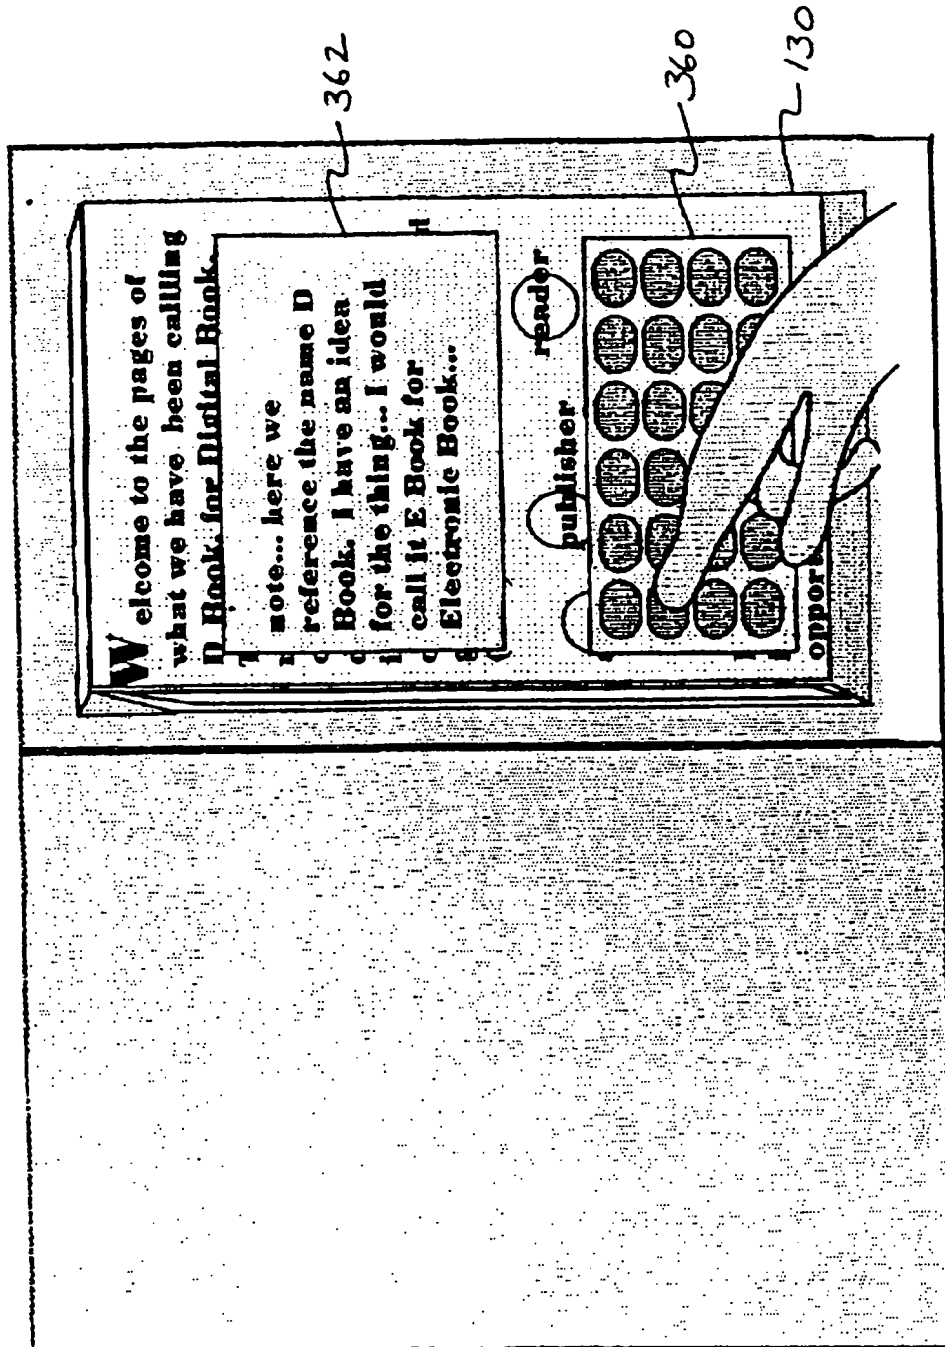 Welcome to the pages of
what we have been calling
D Book, for Digital Book.
note... here we
reference the name D
Book. I have an idea
for the thing... I would
call it E Book for
Electronic Book...
publisher
reader
opport
362
360
130